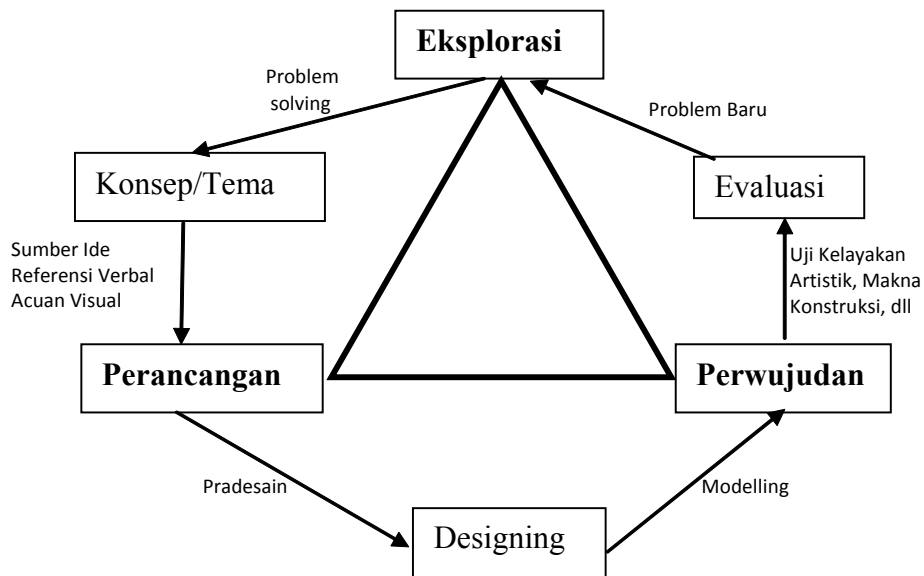 Eksplorasi
Problem
solving
Problem Baru
Konsep/Tema
Evaluasi
Sumber Ide
Referensi Verbal
Acuan Visual
Uji Kelayakan
Artistik, Makna
Konstruksi, dll
Perancangan
Perwujudan
Pradesain
Modelling
Designing